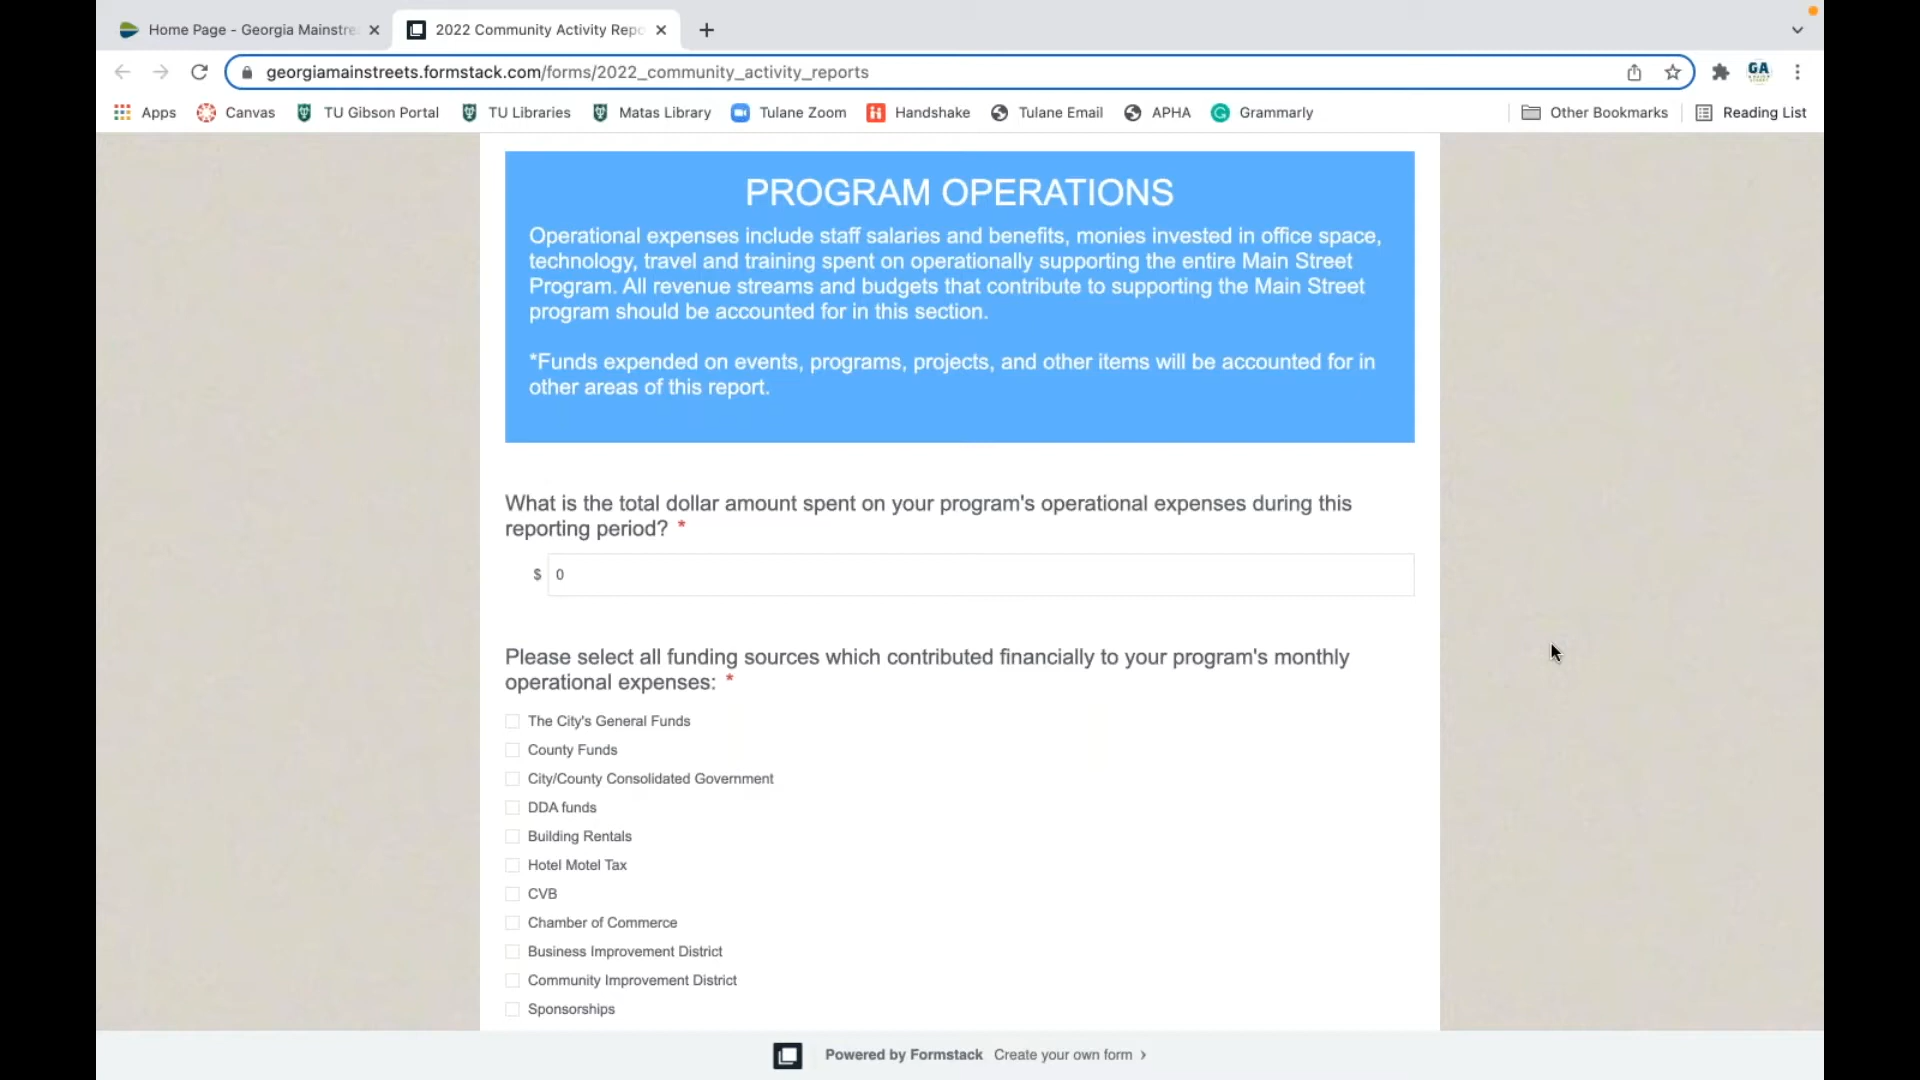 Home Page - Georgia Mainstre
2022 Community Activity Repo
georgiamainstreets.formstack.com/forms/2022_community_activity_reports
GA
Apps
Canvas
TU Gibson Portal
TU Libraries
Matas Library
Tulane Zoom
Handshake
Tulane Email
APHA
Grammarly
Other Bookmarks
Reading List
PROGRAM OPERATIONS
Operational expenses include staff salaries and benefits, monies invested in office space,
technology, travel and training spent on operationally supporting the entire Main Street
Program. All revenue streams and budgets that contribute to supporting the Main Street
program should be accounted for in this section.
*Funds expended on events, programs, projects, and other items will be accounted for in
other areas of this report.
What is the total dollar amount spent on your program's operational expenses during this
reporting period? *
$ 0
Please select all funding sources which contributed financially to your program's monthly
operational expenses: *
The City's General Funds
County Funds
City/County Consolidated Government
DDA funds
Building Rentals
Hotel Motel Tax
CVB
Chamber of Commerce
Business Improvement District
Community Improvement District
Sponsorships
Powered by Formstack Create your own form ›